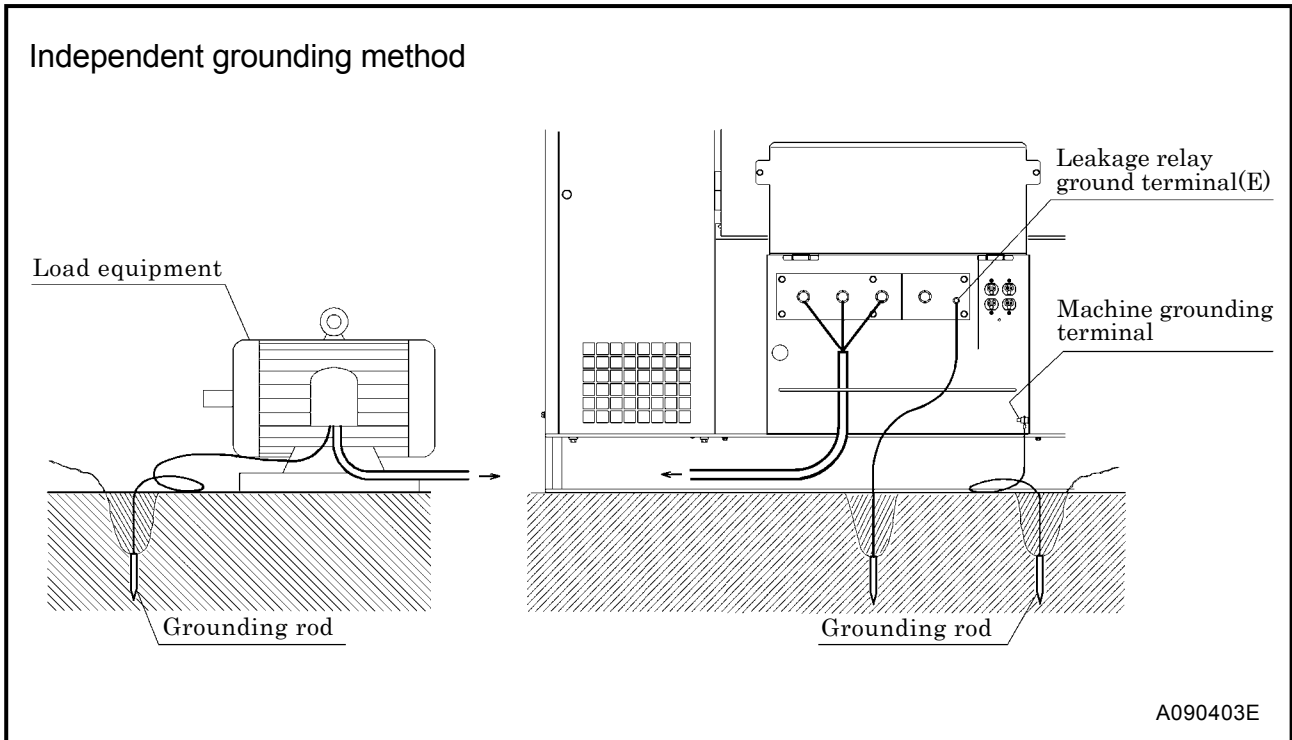 Independent grounding method
Leakage relay
ground terminal(E)
Load equipment
Machine grounding
terminal
Grounding rod
Grounding rod
A090403E